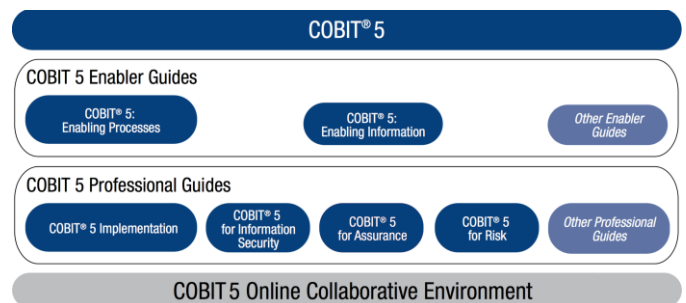 COBIT® 5
COBIT 5 Enabler Guides
COBIT® 5:
Enabling Processes
COBIT® 5:
Enabling Information
Other Enabler
Guides
COBIT 5 Professional Guides
COBIT® 5 Implementation
COBIT® 5
for Information
Security
COBIT® 5
for Assurance
COBIT® 5
for Risk
Other Professional
Guides
COBIT 5 Online Collaborative Environment